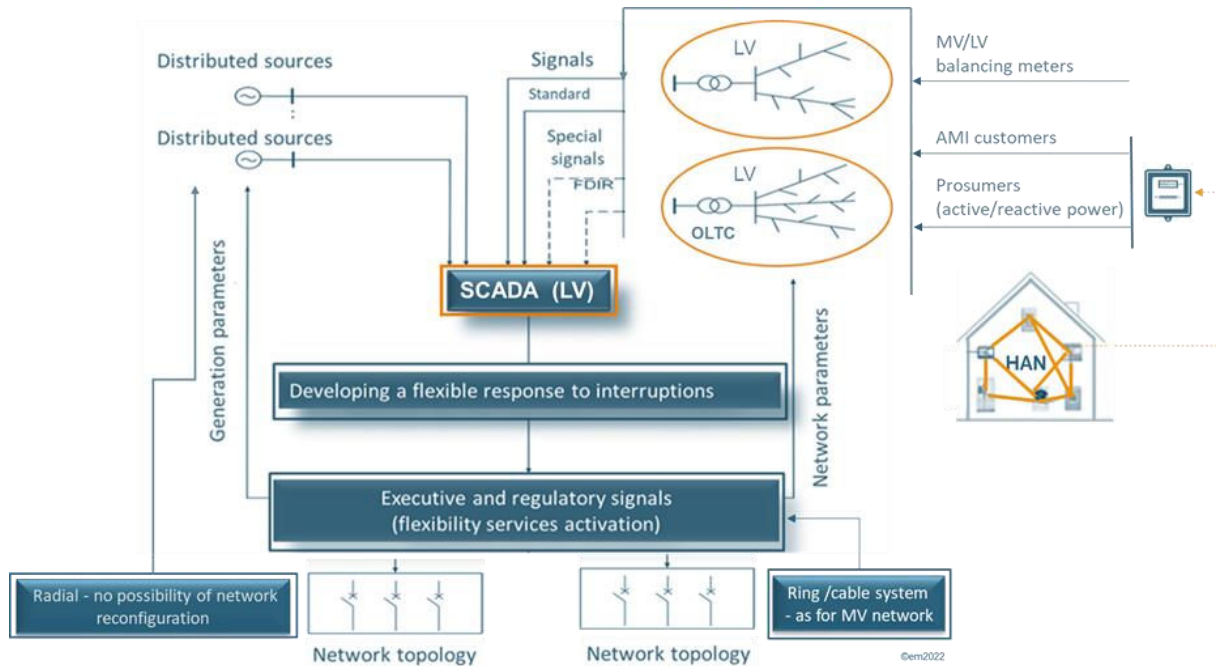 Distributed sources
Distributed sources
Signals
Standard
Special
signals
FDIR
LV
LV
OLTC
MV/LV
balancing meters
AMI customers
Prosumers
(active/reactive power)
SCADA (LV)
HAN
Generation parameters
Network parameters
Developing a flexible response to interruptions
Executive and regulatory signals
(flexibility services activation)
Radial - no possibility of network
reconfiguration
Ring /cable system
- as for MV network
Network topology
Network topology
©em2022